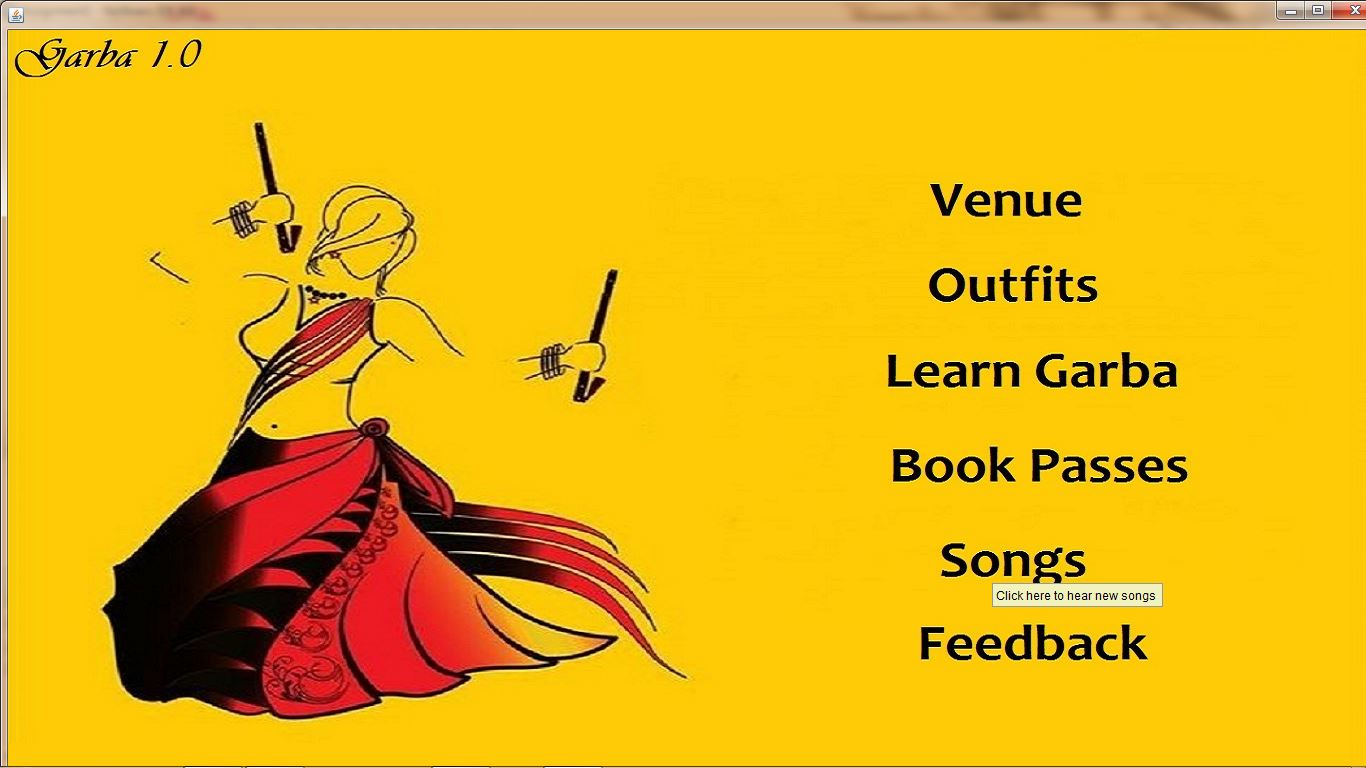 Garba 1.0
Venue
Outfits
Learn Garba
Book Passes
Songs
Click here to hear new songs
Feedback